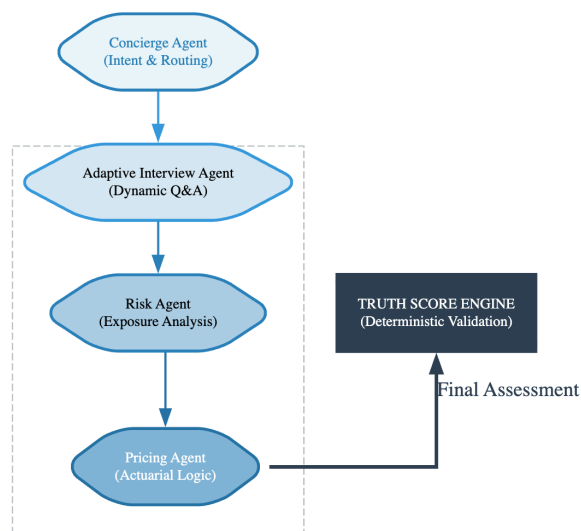 Concierge Agent
(Intent & Routing)
Adaptive Interview Agent
(Dynamic Q&A)
Risk Agent
(Exposure Analysis)
TRUTH SCORE ENGINE
(Deterministic Validation)
Final Assessment
Pricing Agent
(Actuarial Logic)